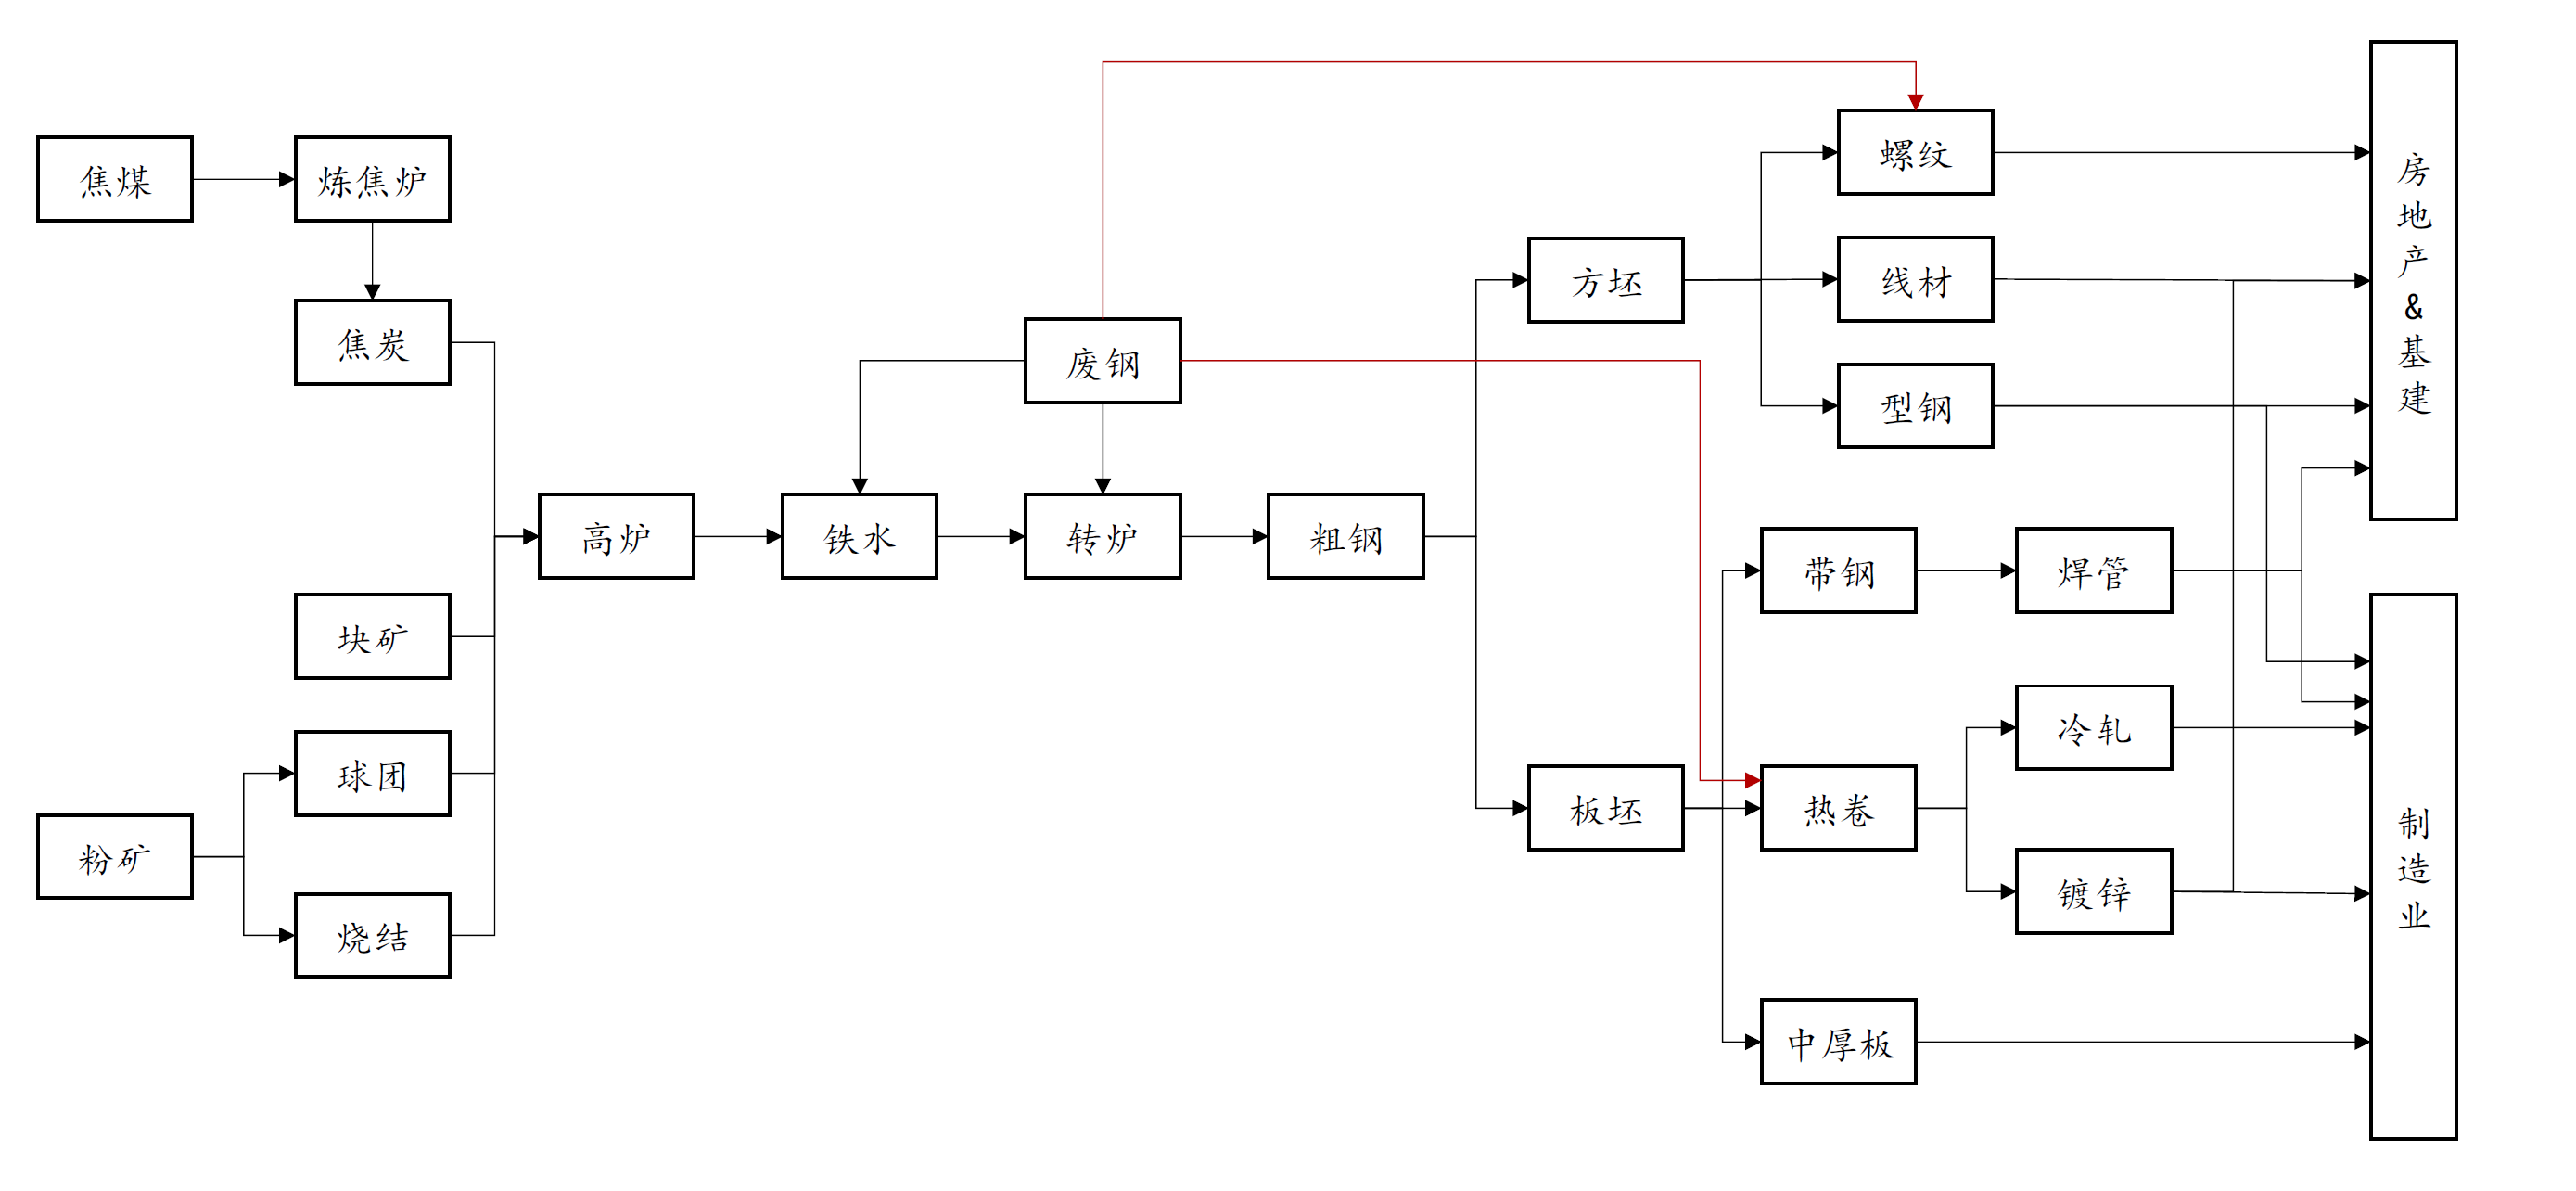 焦煤
炼焦炉
焦炭
块矿
球团
粉矿
烧结
高炉
铁水
废钢
转炉
粗钢
方坯
板坯
螺纹
线材
型钢
带钢
焊管
热卷
冷轧
镀锌
中厚板
房地产&基建
制造业